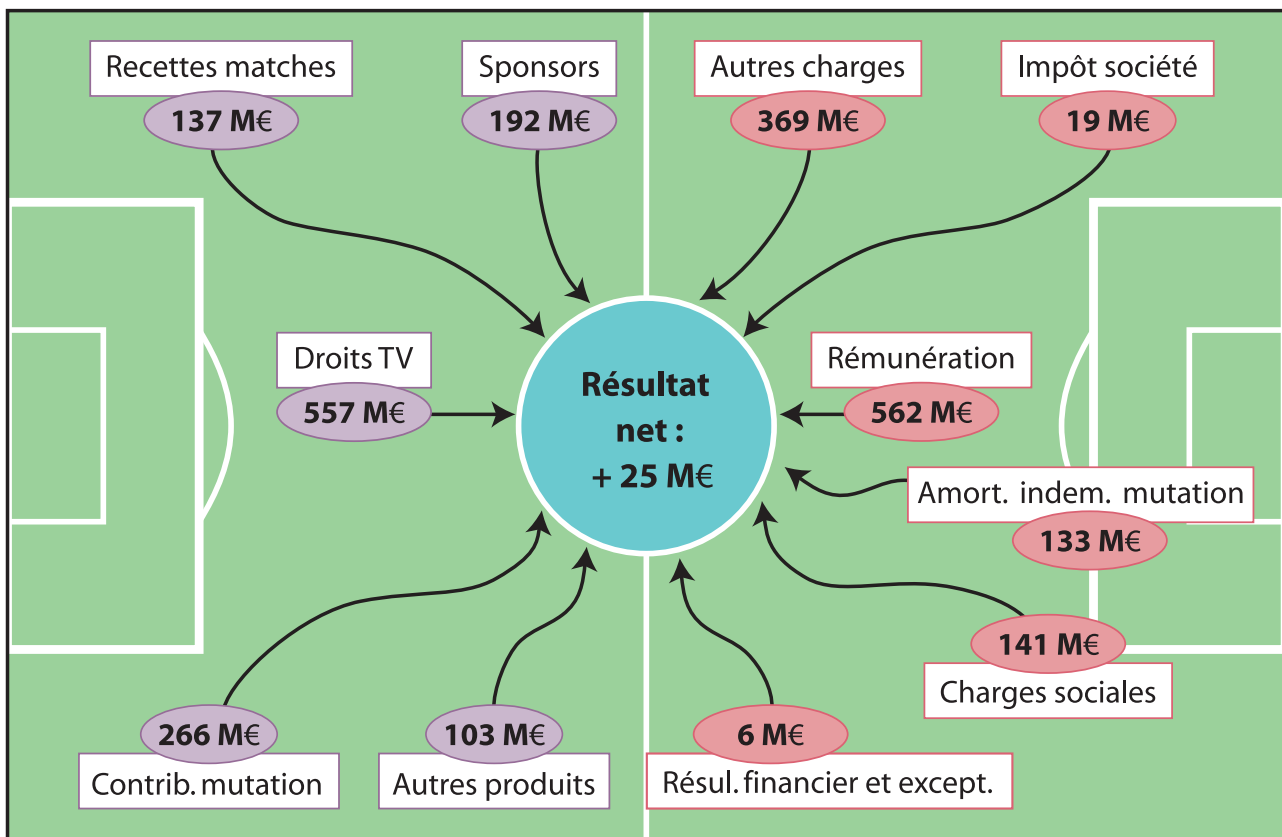 Recettes matches
137 M€
Sponsors
192 M€
Autres charges
369 M€
Impôt société
19 M€
Droits TV
557 M€
Résultat
net :
+ 25 M€
Rémunération
562 M€
Amort. indem. mutation
133 M€
141 M€
Charges sociales
266 M€
Contrib. mutation
103 M€
Autres produits
6 M€
Résul. financier et except.